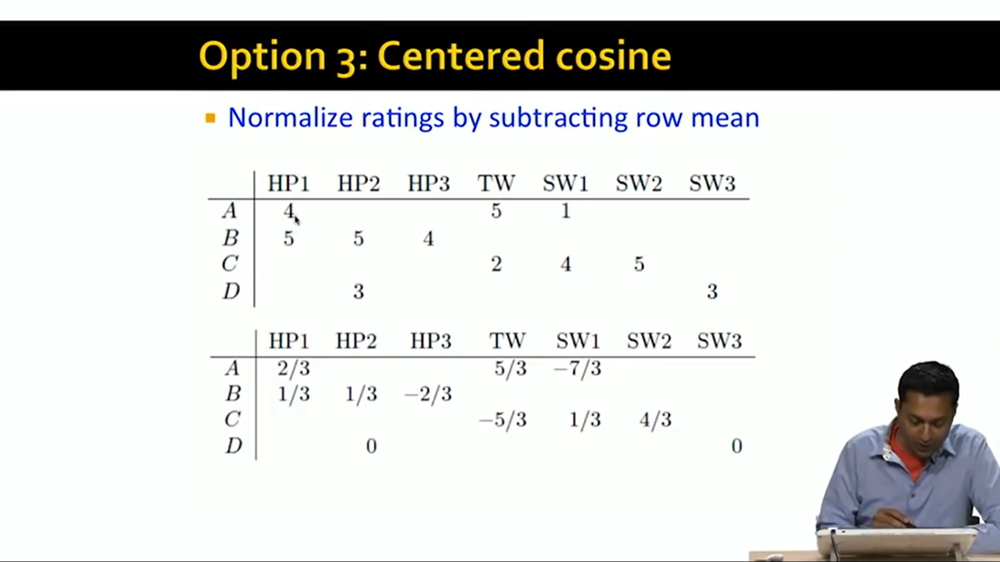 Option 3: Centered cosine
Normalize ratings by subtracting row mean
HP1 HP2 HP3 TW SW1 SW2 SW3
A 4 5 1
B 5 5 4
C 2 4 5
D 3 3
HP1 HP2 HP3 TW SW1 SW2 SW3
A 2/3 5/3 −7/3
B 1/3 1/3 −2/3
C −5/3 1/3 4/3
D 0 0